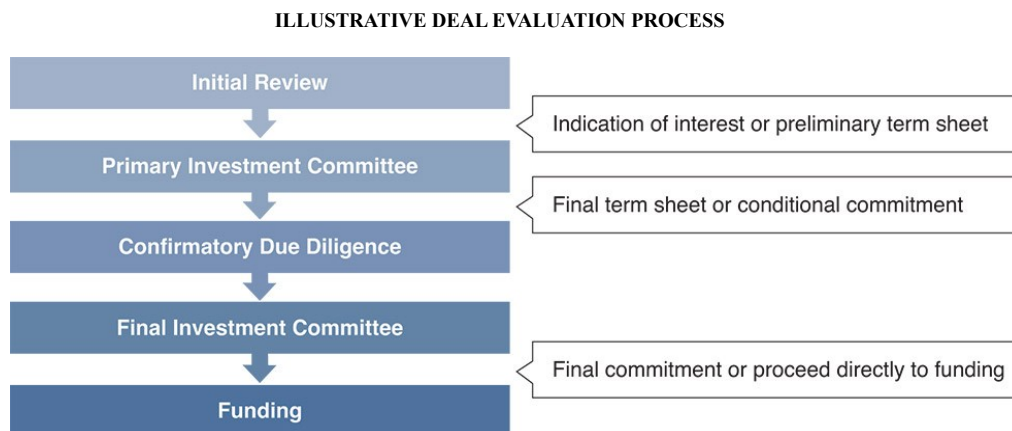 ILLUSTRATIVE DEAL EVALUATION PROCESS
Initial Review
Indication of interest or preliminary term sheet
Primary Investment Committee
Final term sheet or conditional commitment
Confirmatory Due Diligence
Final Investment Committee
Final commitment or proceed directly to funding
Funding